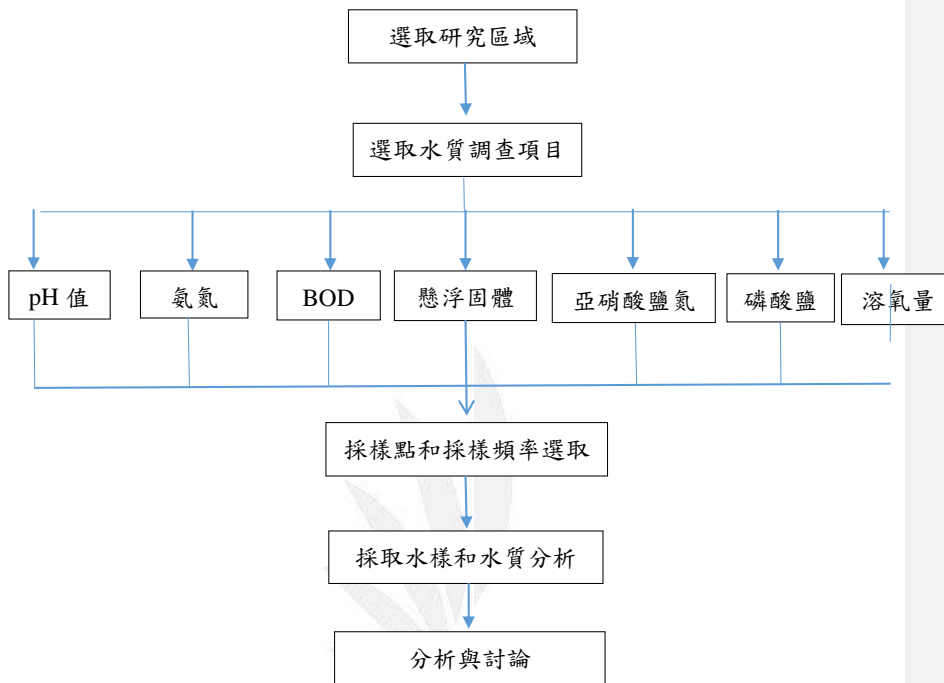 選取研究區域
選取水質調查項目
pH 值
氨氮
BOD
懸浮固體
亞硝酸鹽氮
磷酸鹽
溶氧量
採樣點和採樣頻率選取
採取水樣和水質分析
分析與討論